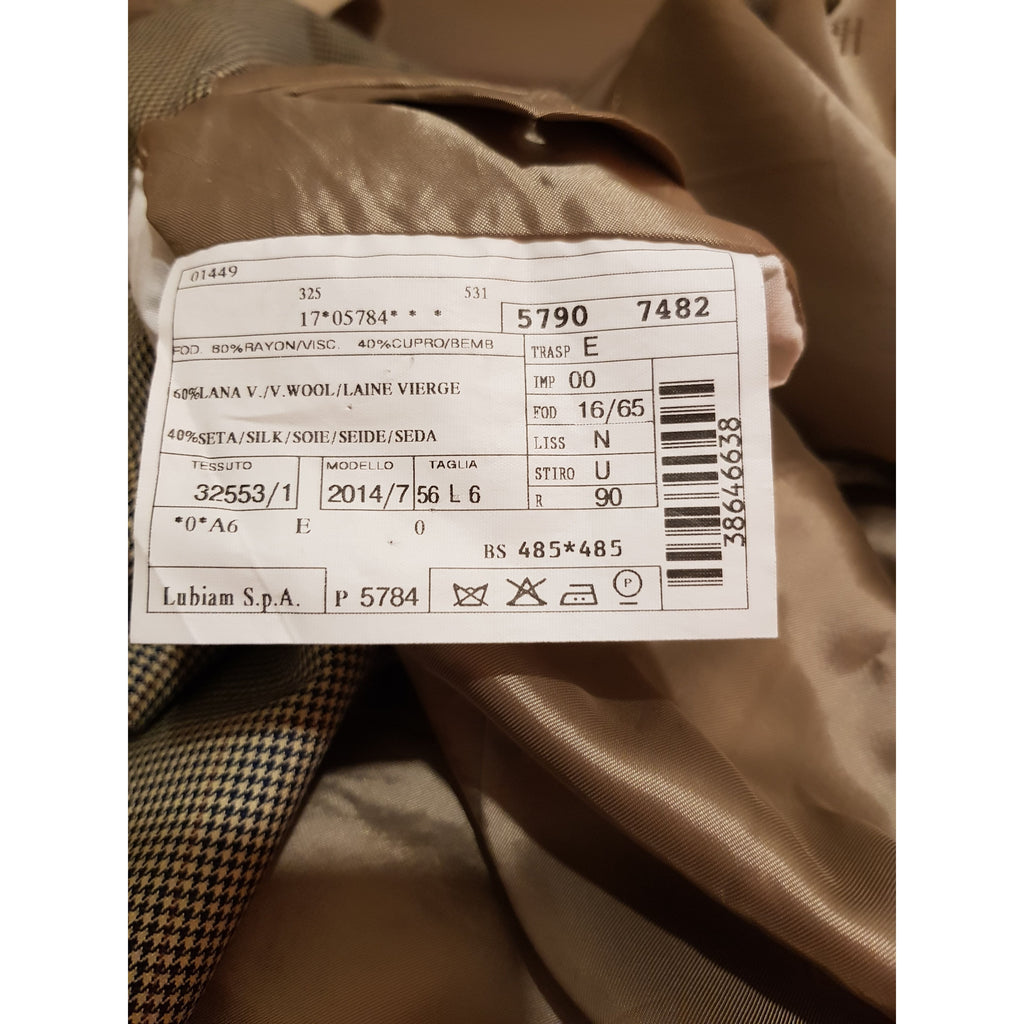 01449
325 531
17*05784* * *
5790 7482
FOD. 60%RAYON/VISC. 40%CUPRO/BEMB
TRASP E
IMP 00
60%LANA V./V.WOOL/LAINE VIERGE
FOD 16/65
40%SETA/SILK/SOIE/SEIDE/SEDA
LISS N
STIRO U
R 90
TESSUTO MODELLO TAGLIA
32553/1 2014/7 56 L 6
*0*A6 E 0
BS 485*485
Lubiam S.p.A. P 5784
P
38646638